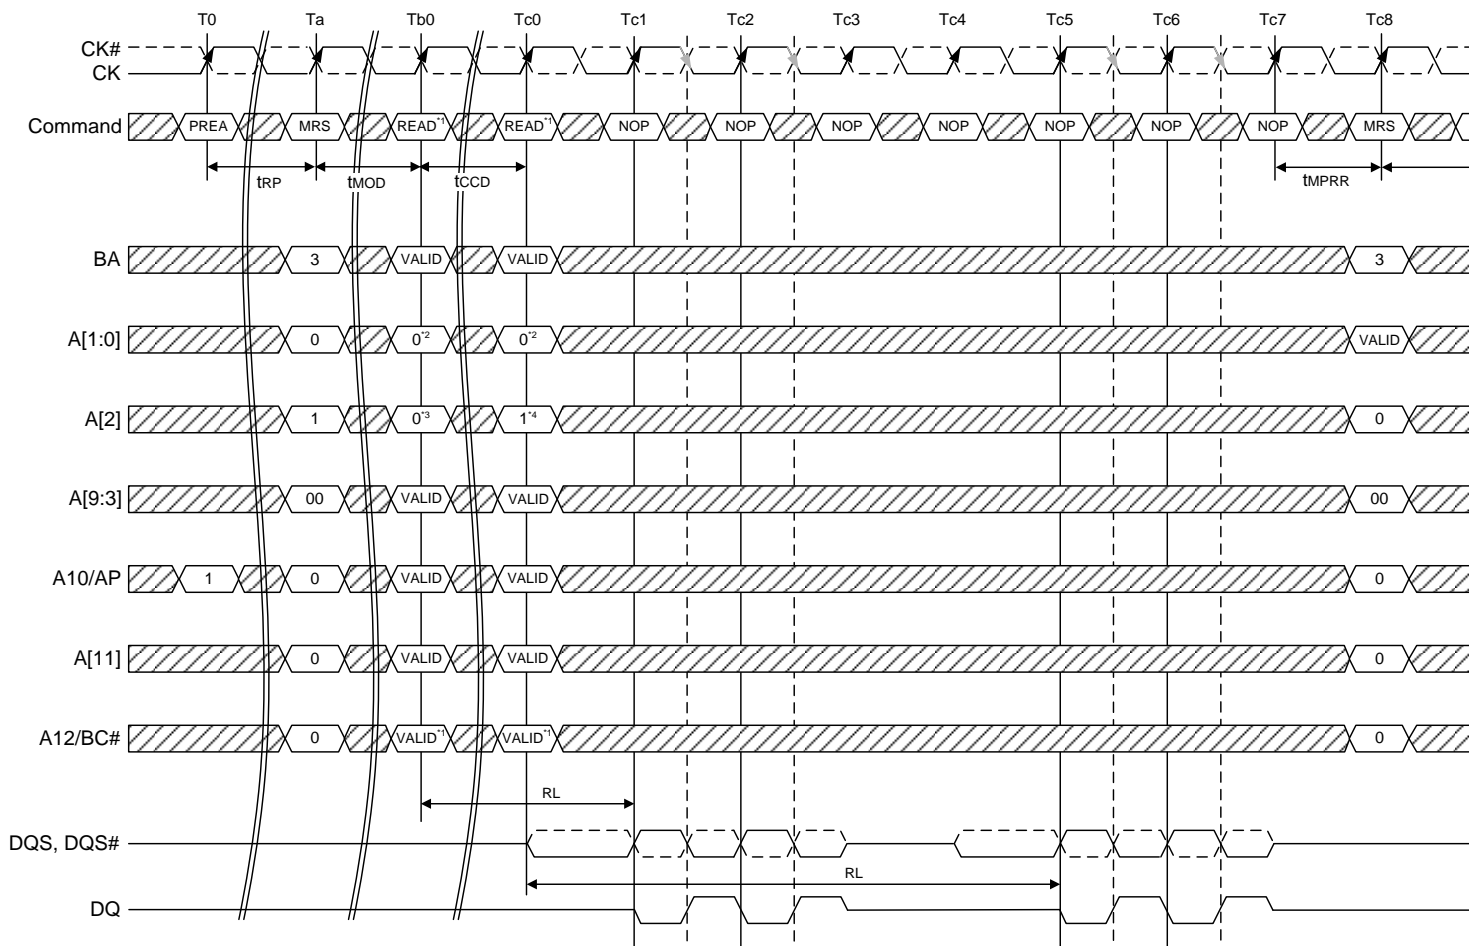 T0 Ta Tb0 Tc0 Tc1 Tc2 Tc3 Tc4 Tc5 Tc6 Tc7 Tc8
CK#
CK
Command PREA MRS READ*1 READ*1 NOP NOP NOP NOP NOP NOP NOP MRS
tRP tMOD tCCD tMPRR
BA 3 VALID VALID 3
A[1:0] 0 0*2 0*2 VALID
A[2] 1 0*3 1*4 0
A[9:3] 00 VALID VALID 00
A10/AP 1 0 VALID VALID 0
A[11] 0 VALID VALID 0
A12/BC# 0 VALID*1 VALID*1 0
RL
DQS, DQS#
RL
DQ